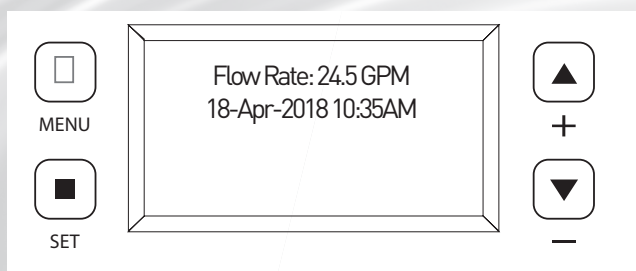 Flow Rate: 24.5 GPM
18-Apr-2018 10:35AM
MENU
+
SET
−